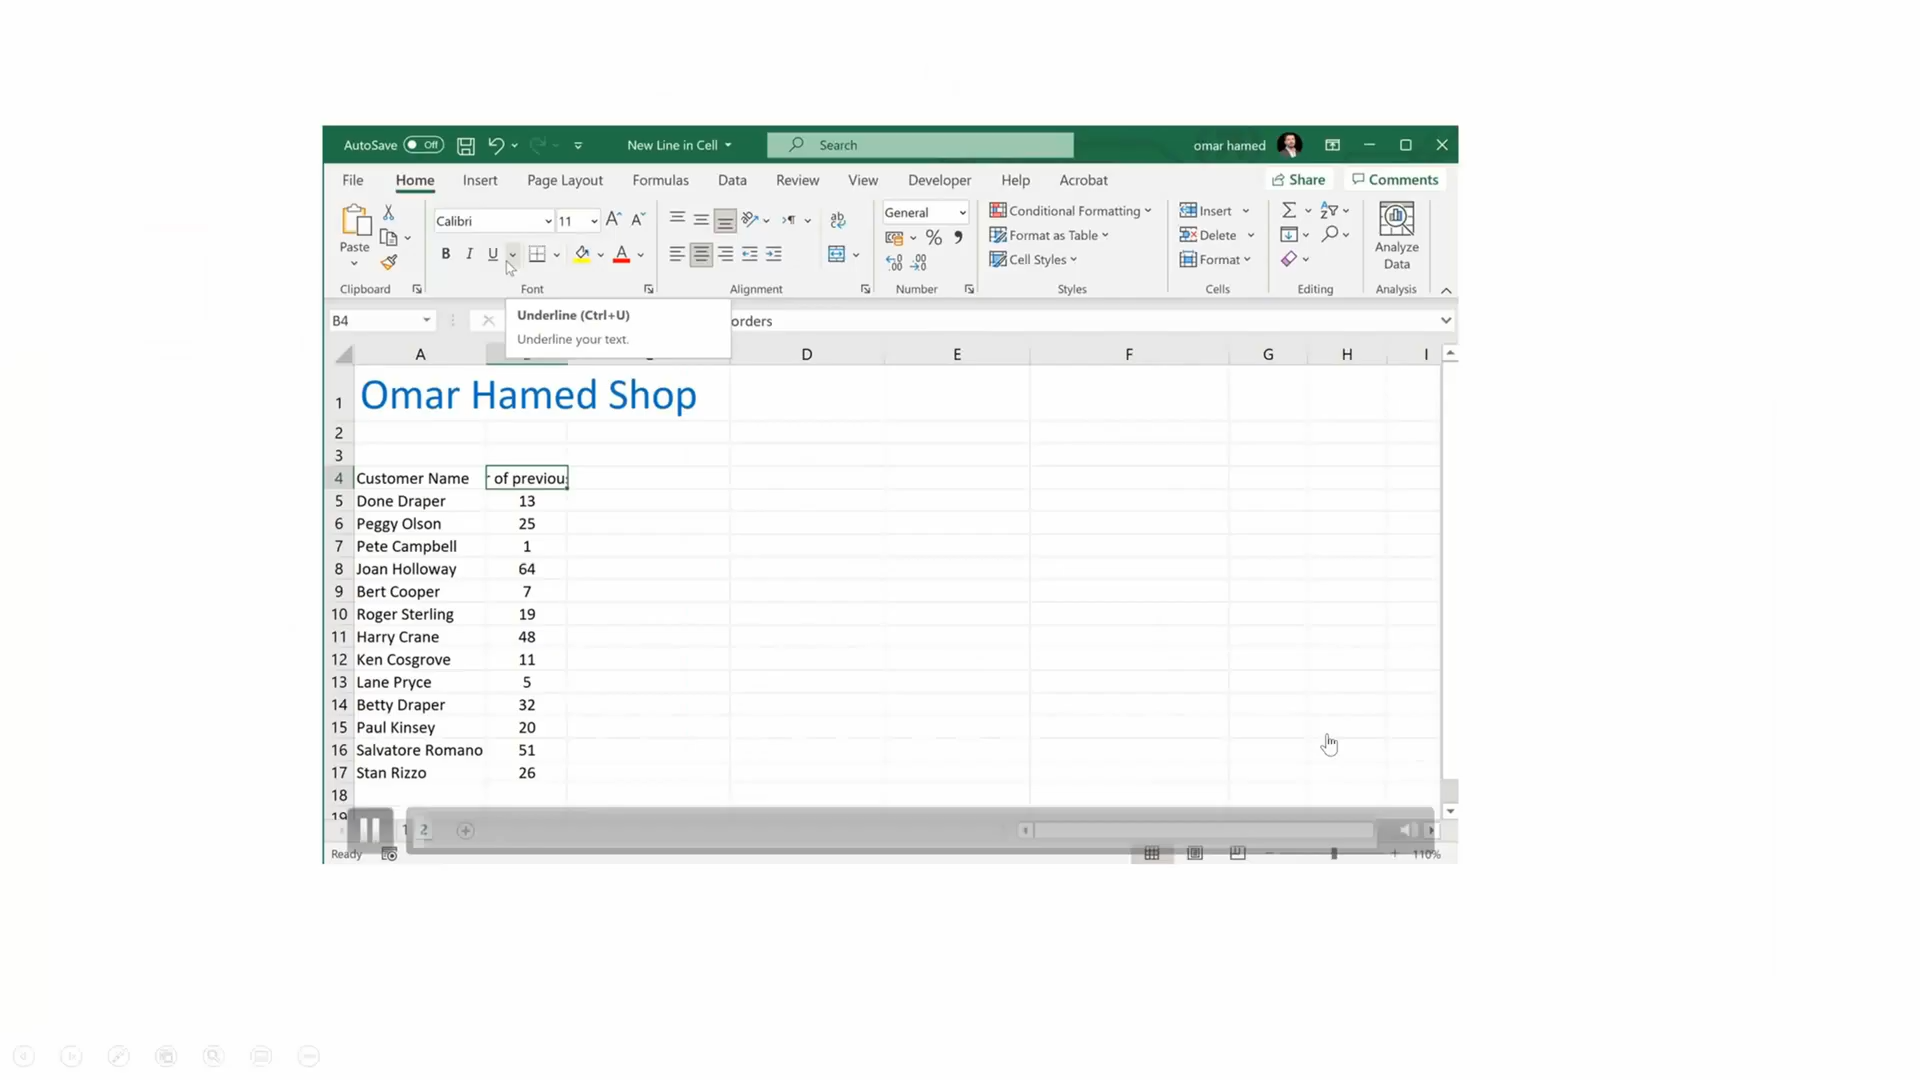 AutoSave Off New Line in Cell Search omar hamed
File Home Insert Page Layout Formulas Data Review View Developer Help Acrobat Share Comments
Paste Calibri 11 General Conditional Formatting Insert
B I U % Format as Table Delete Analyze
Cell Styles Format Data
Clipboard Font Alignment Number Styles Cells Editing Analysis
B4 orders
Underline (Ctrl+U)
Underline your text.
A D E F G H I
1 Omar Hamed Shop
2
3
4 Customer Name of previou
5 Done Draper 13
6 Peggy Olson 25
7 Pete Campbell 1
8 Joan Holloway 64
9 Bert Cooper 7
10 Roger Sterling 19
11 Harry Crane 48
12 Ken Cosgrove 11
13 Lane Pryce 5
14 Betty Draper 32
15 Paul Kinsey 20
16 Salvatore Romano 51
17 Stan Rizzo 26
18
19
1 2
Ready 110%